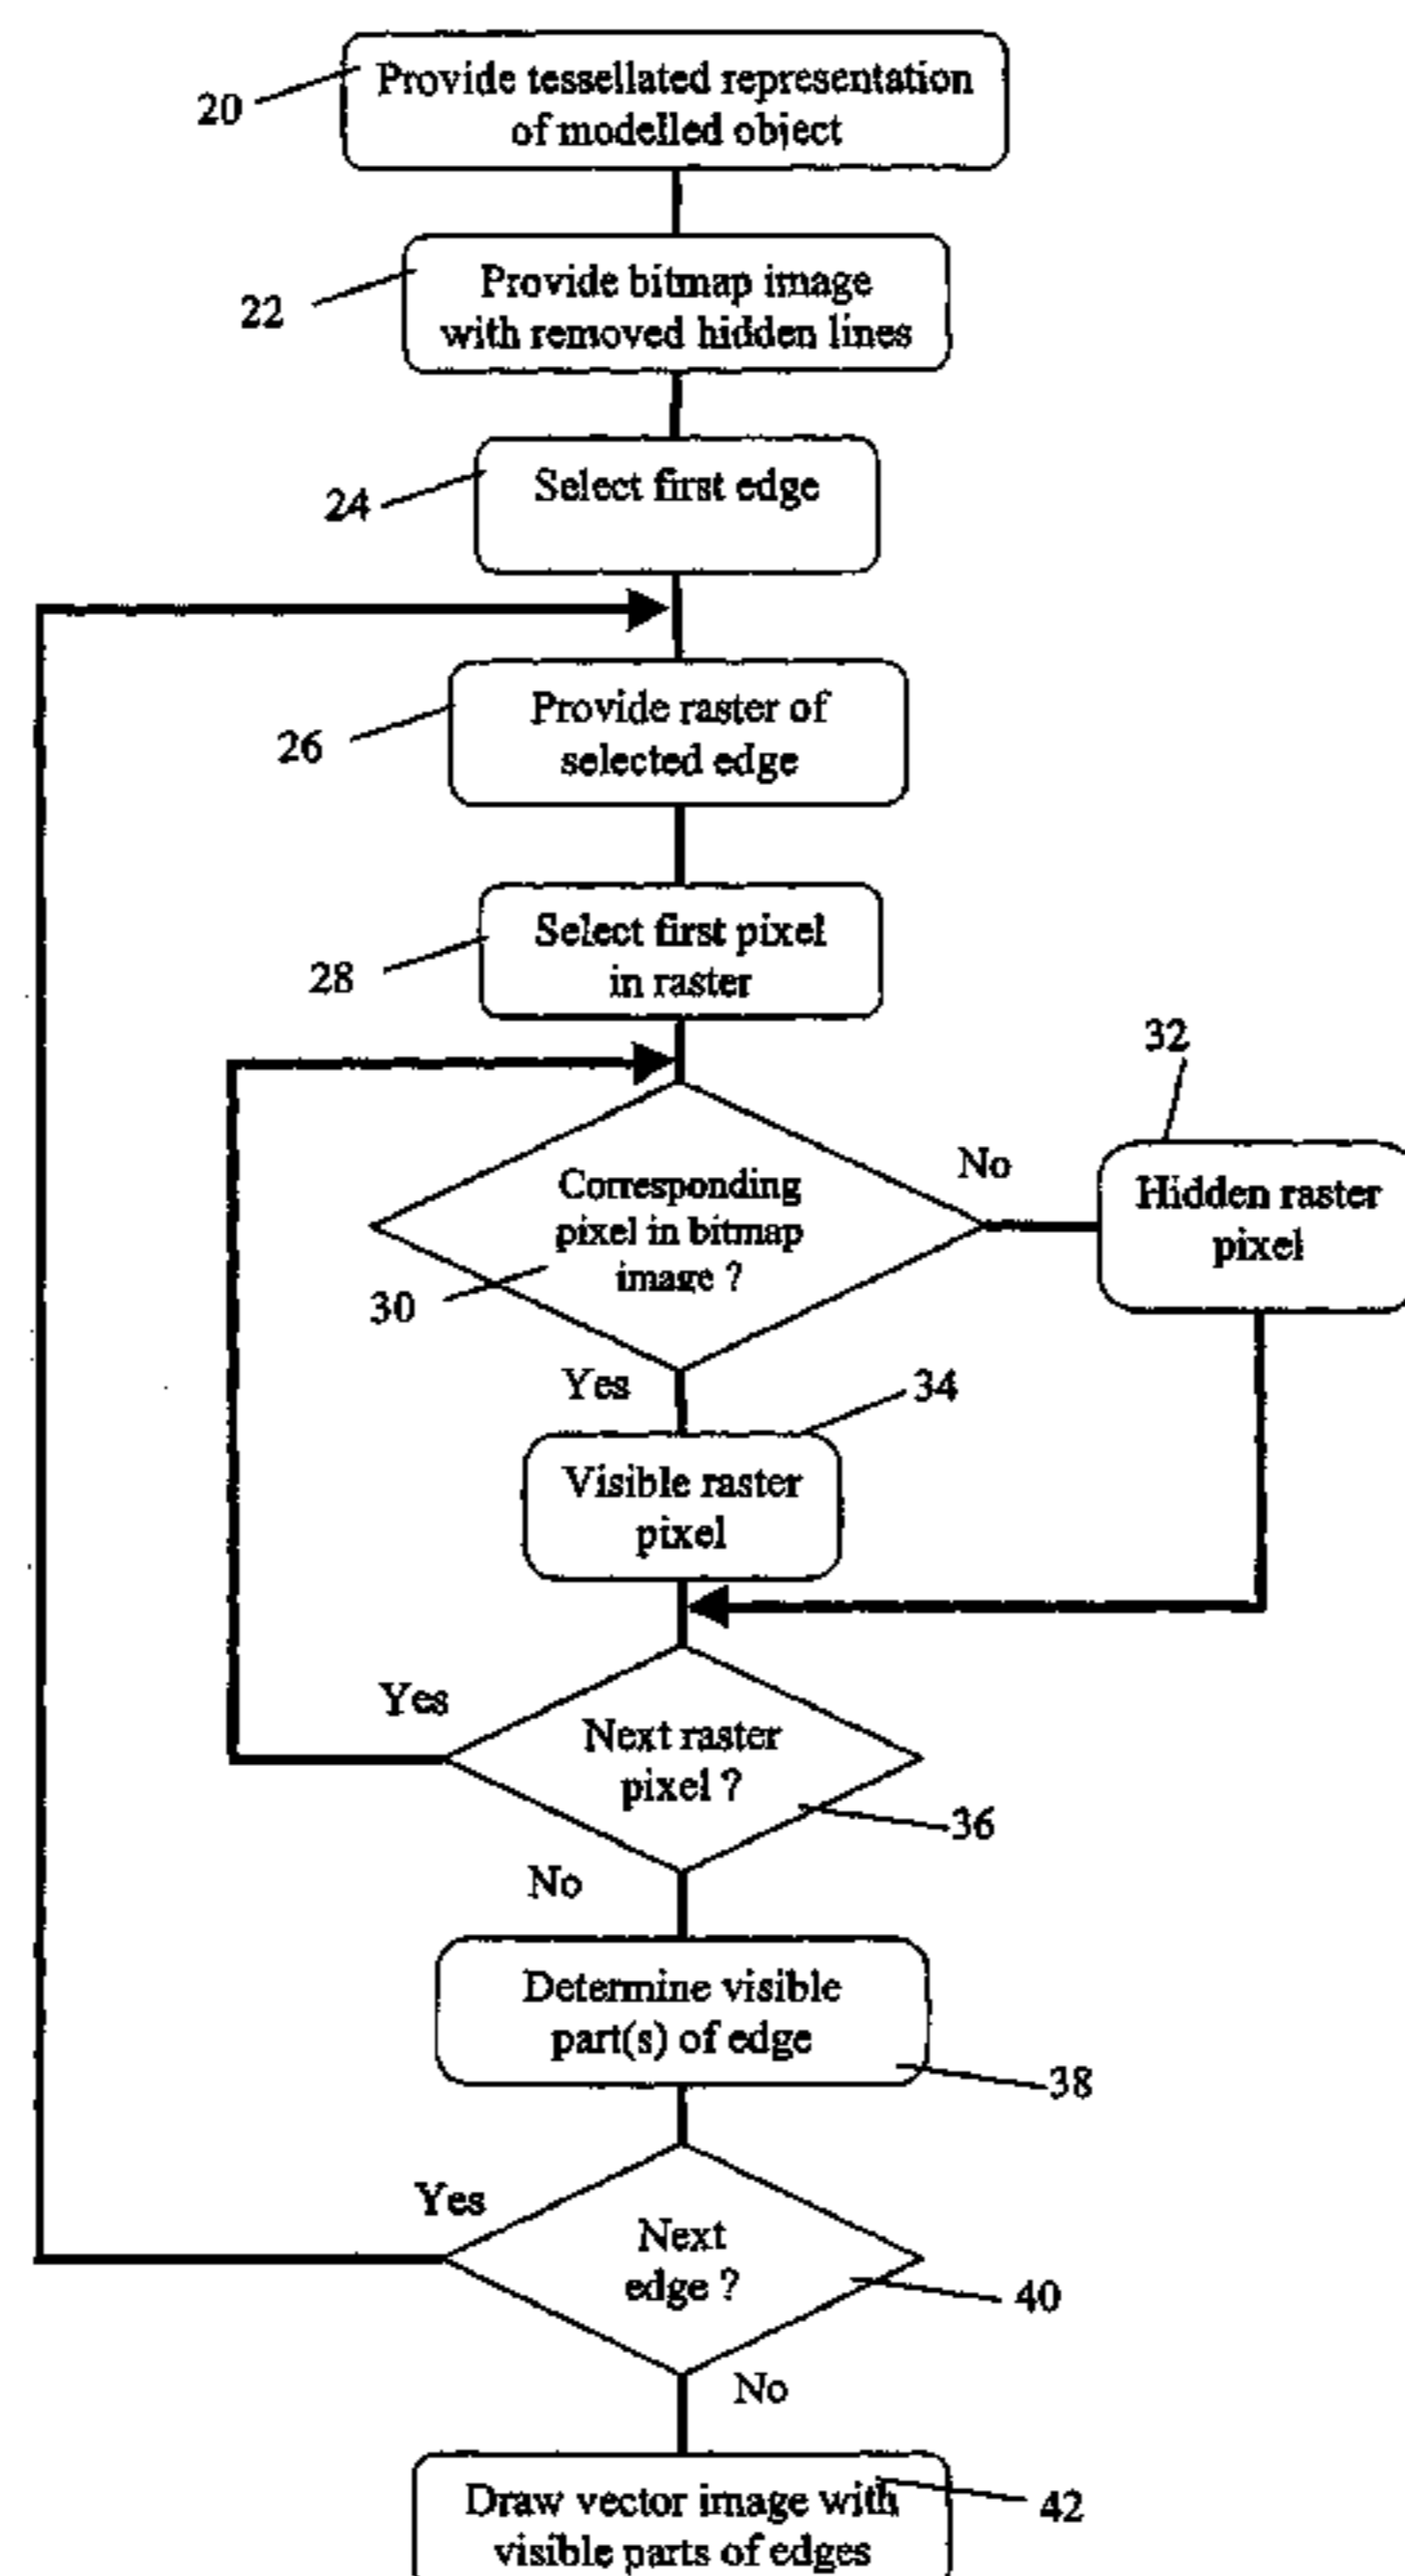 20
Provide tessellated representation
of modelled object
22
Provide bitmap image
with removed hidden lines
24
Select first edge
26
Provide raster of
selected edge
28
Select first pixel
in raster
32
No
Hidden raster
pixel
Corresponding
pixel in bitmap
image ?
30
Yes
34
Visible raster
pixel
Yes
Next raster
pixel ?
36
No
Determine visible
part(s) of edge
38
Yes
Next
edge ?
40
No
Draw vector image with
visible parts of edges
42